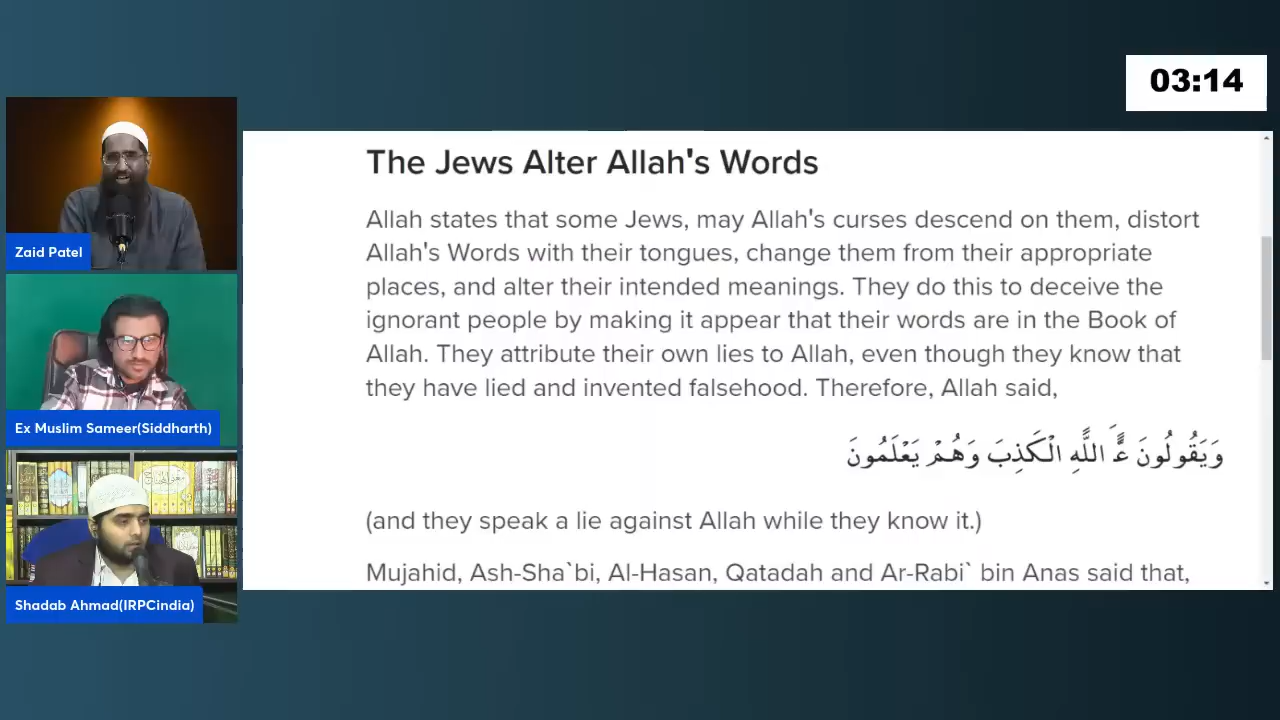 03:14
Zaid Patel
Ex Muslim Sameer(Siddharth)
Shadab Ahmad(IRPCindia)
The Jews Alter Allah's Words
Allah states that some Jews, may Allah's curses descend on them, distort
Allah's Words with their tongues, change them from their appropriate
places, and alter their intended meanings. They do this to deceive the
ignorant people by making it appear that their words are in the Book of
Allah. They attribute their own lies to Allah, even though they know that
they have lied and invented falsehood. Therefore, Allah said,
وَيَقُولُونَ عََّ اللَّهِ الْكَذِبَ وَهُمْ يَعْلَمُونَ
(and they speak a lie against Allah while they know it.)
Mujahid, Ash-Sha`bi, Al-Hasan, Qatadah and Ar-Rabi` bin Anas said that,